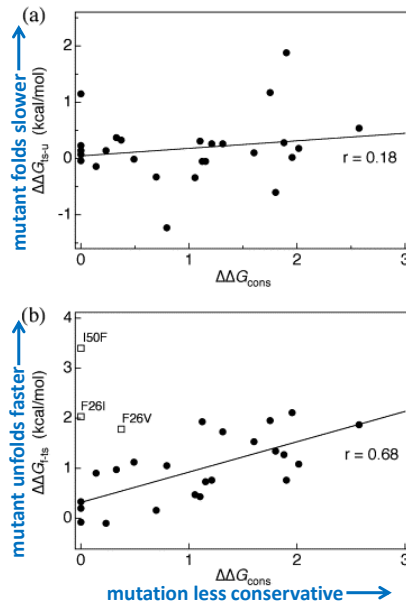 (a)
mutant folds slower
ΔΔG_ts-u (kcal/mol)
2
1
0
-1
r = 0.18
0 1 2 3
ΔΔG_cons
(b)
mutant unfolds faster
ΔΔG_f-ts (kcal/mol)
4
3
2
1
0
I50F
F26I
F26V
r = 0.68
0 1 2 3
ΔΔG_cons
mutation less conservative